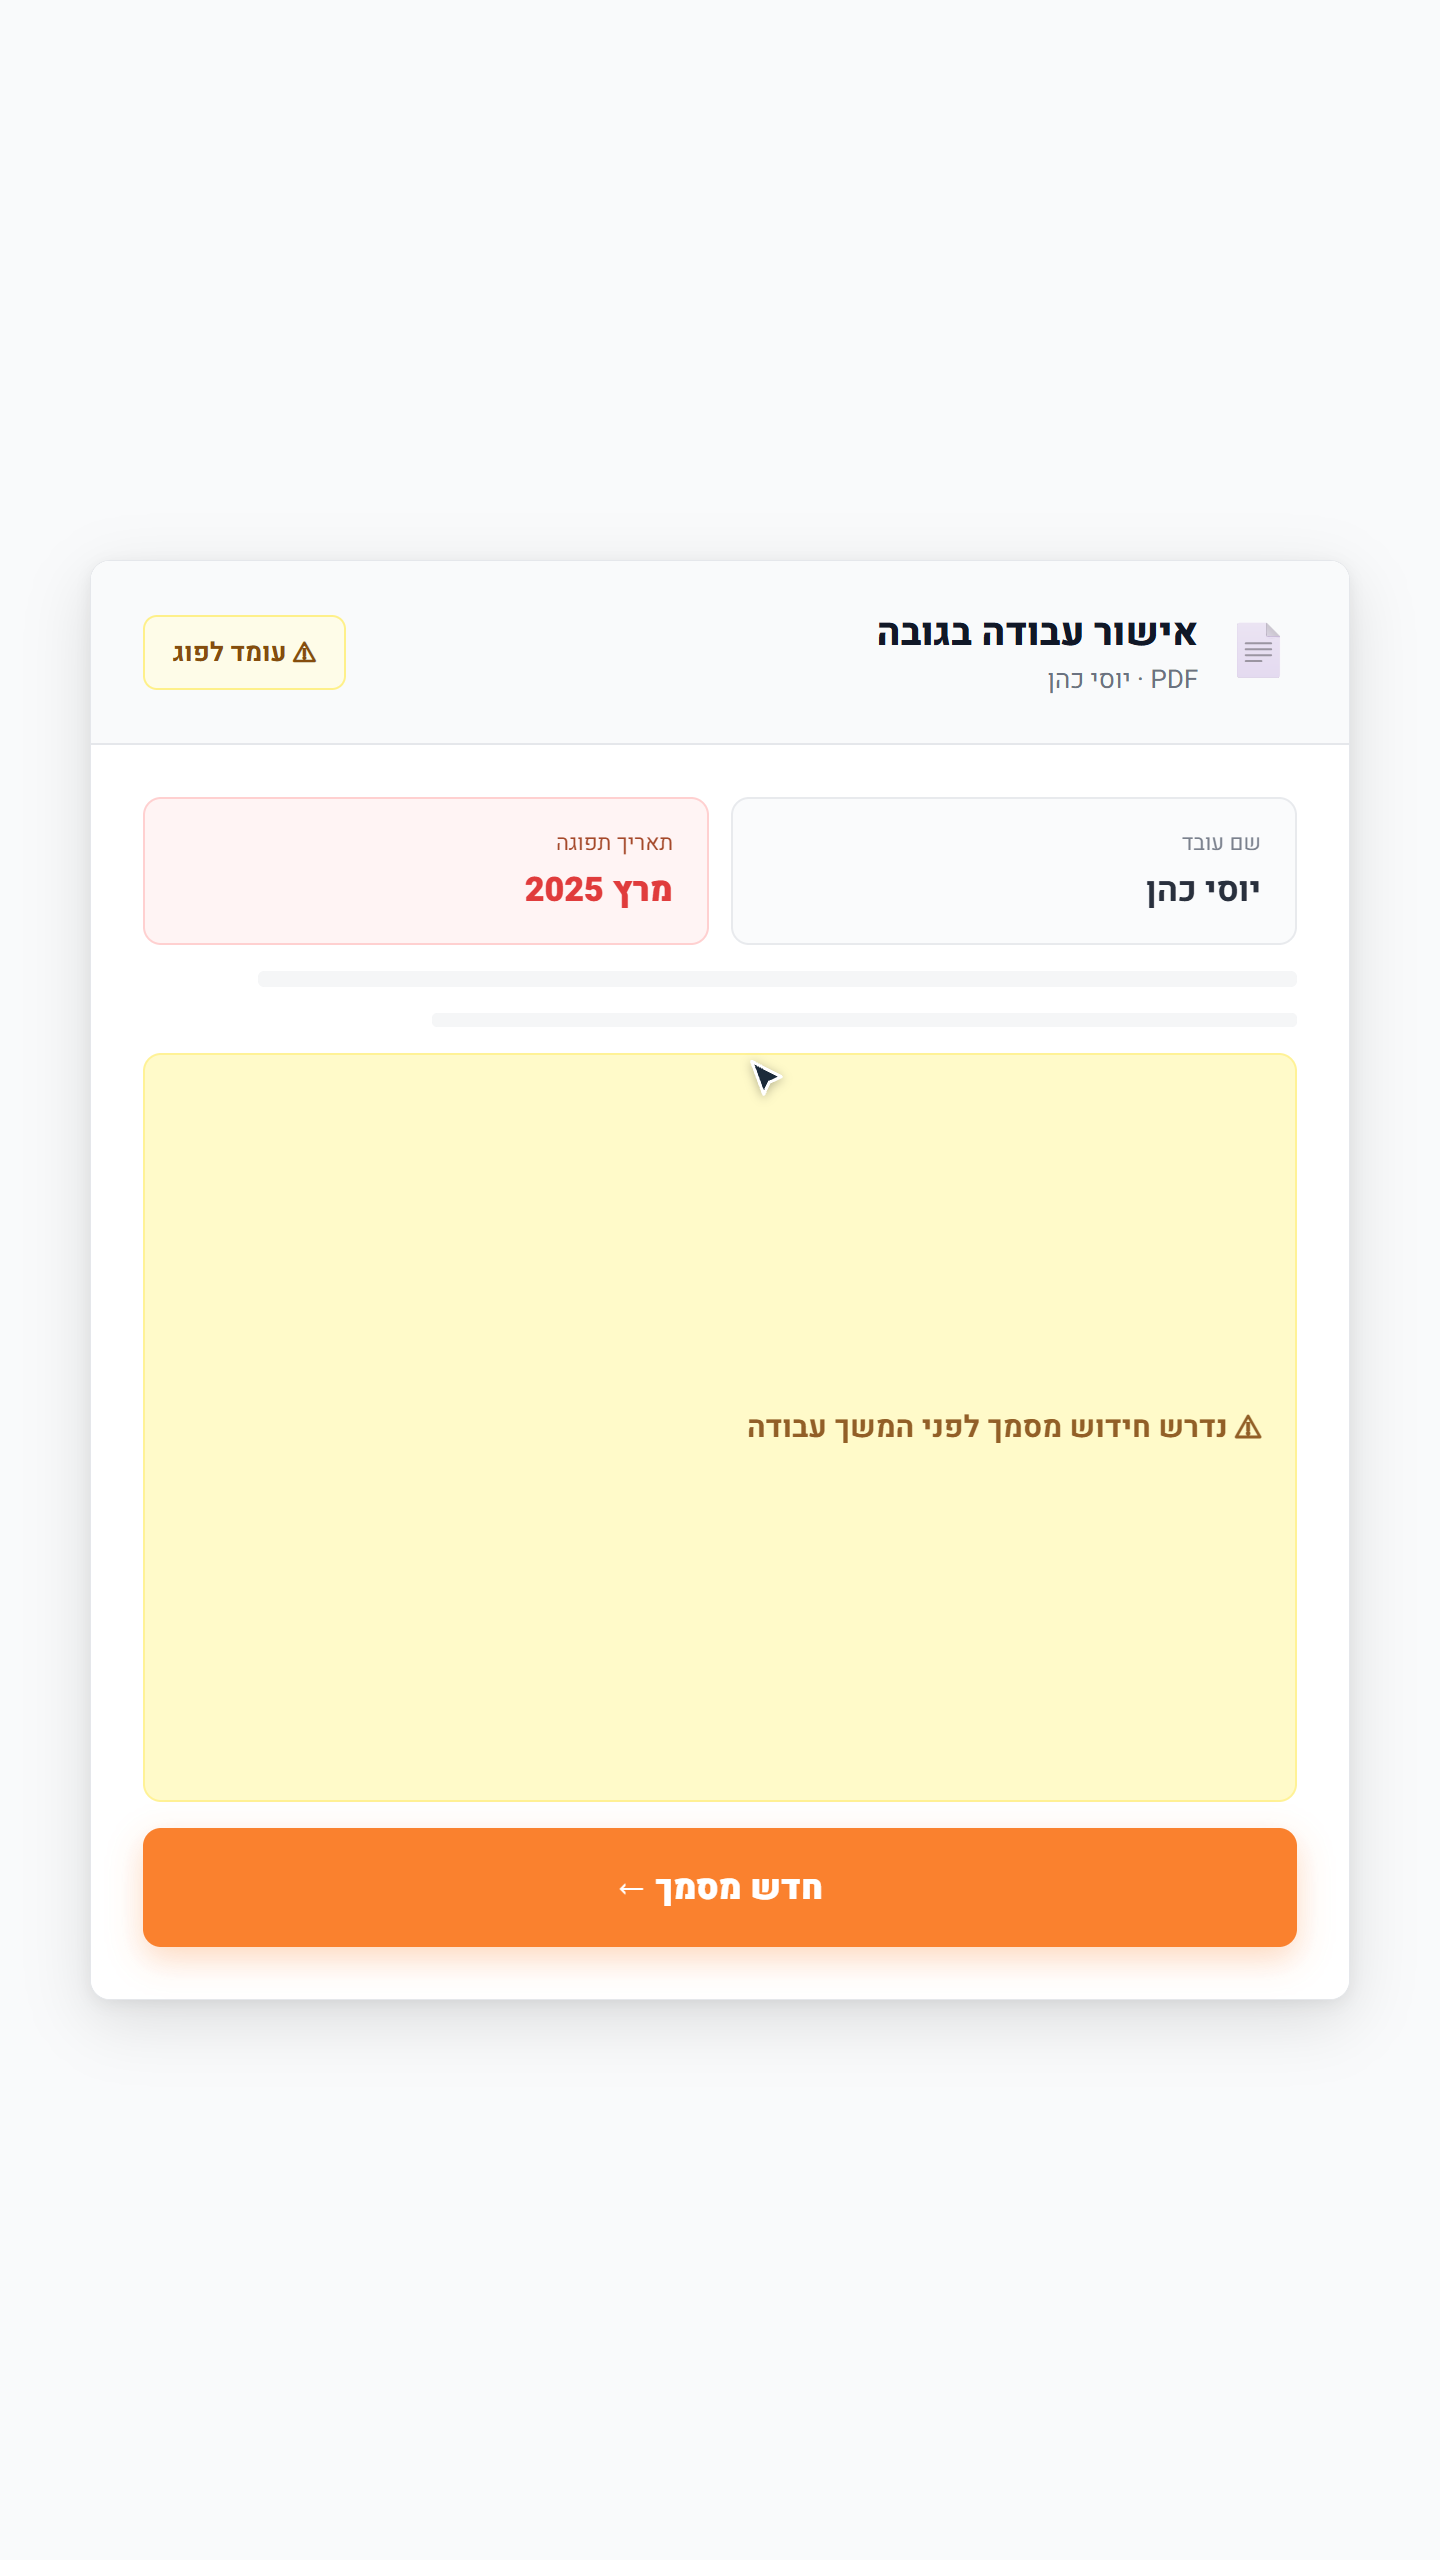 אישור עבודה בגובה
PDF · יוסי כהן
⚠ עומד לפוג
שם עובד
יוסי כהן
תאריך תפוגה
מרץ 2025
⚠ נדרש חידוש מסמך לפני המשך עבודה
חדש מסמך ←